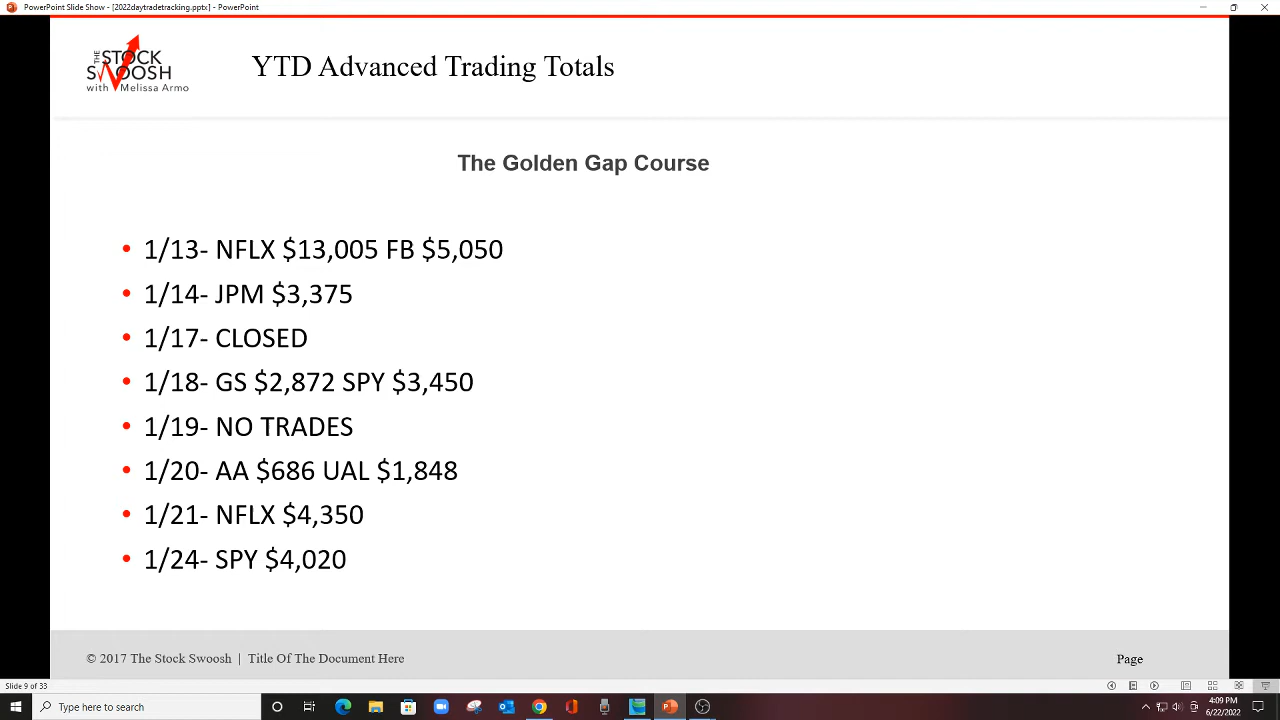 PowerPoint Slide Show - [2022daytradetracking.pptx] - PowerPoint
THE STOCK
SWOOSH
with Melissa Armo
YTD Advanced Trading Totals
The Golden Gap Course
• 1/13- NFLX $13,005 FB $5,050
• 1/14- JPM $3,375
• 1/17- CLOSED
• 1/18- GS $2,872 SPY $3,450
• 1/19- NO TRADES
• 1/20- AA $686 UAL $1,848
• 1/21- NFLX $4,350
• 1/24- SPY $4,020
© 2017 The Stock Swoosh | Title Of The Document Here
Page
Slide 9 of 33
Type here to search
4:09 PM
6/22/2022